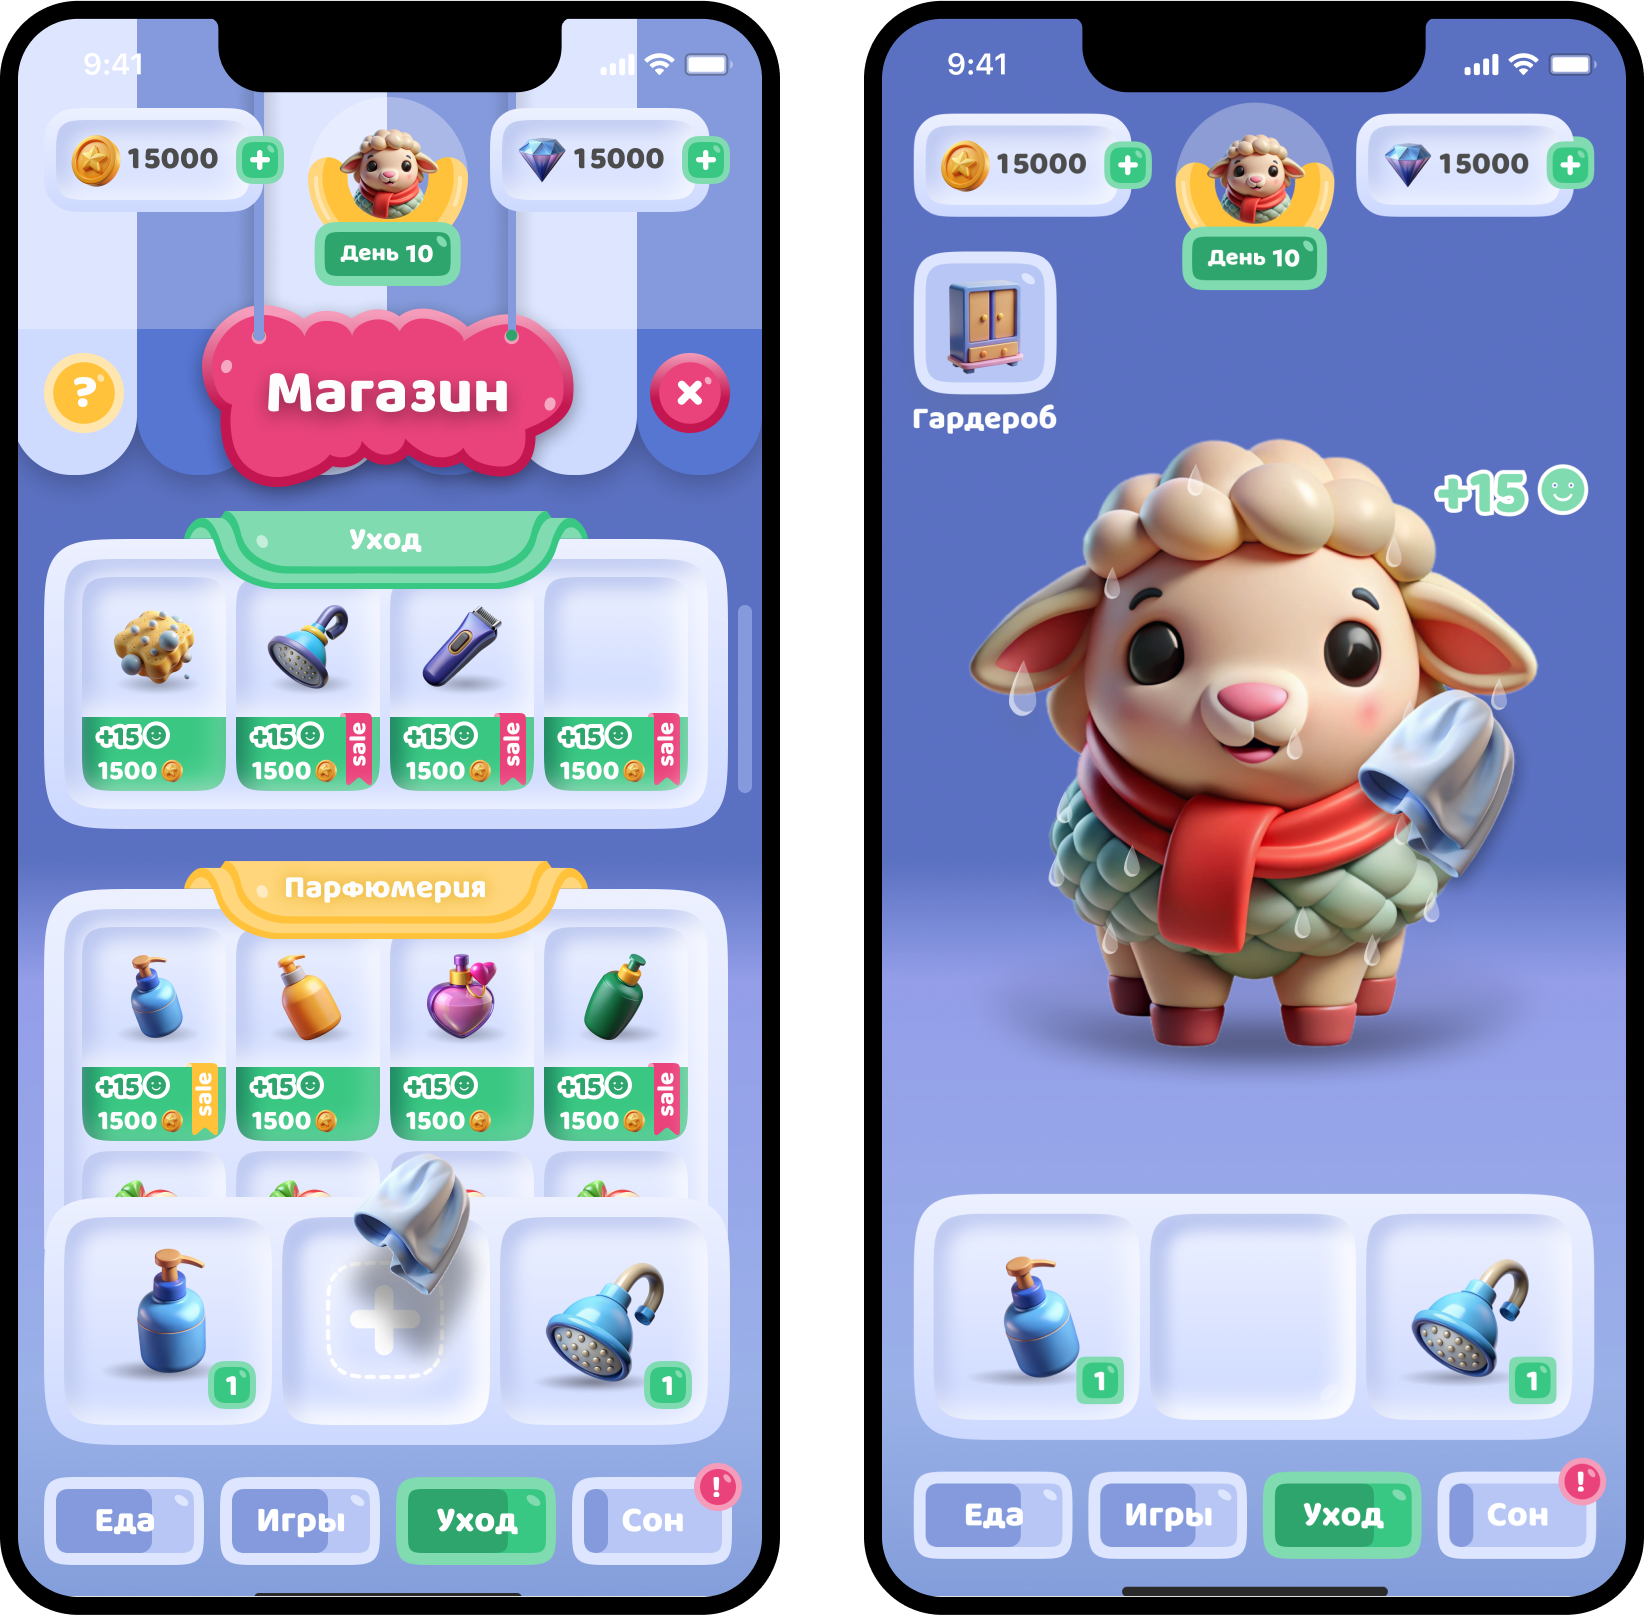 9:41
15000
15000
День 10
?
Магазин
Уход
+15
1500
+15
1500
sale
+15
1500
sale
+15
1500
sale
Парфюмерия
+15
1500
sale
+15
1500
+15
1500
+15
1500
sale
1
1
Еда
Игры
Уход
Сон
!
9:41
15000
15000
День 10
Гардероб
+15
1
1
Еда
Игры
Уход
Сон
!